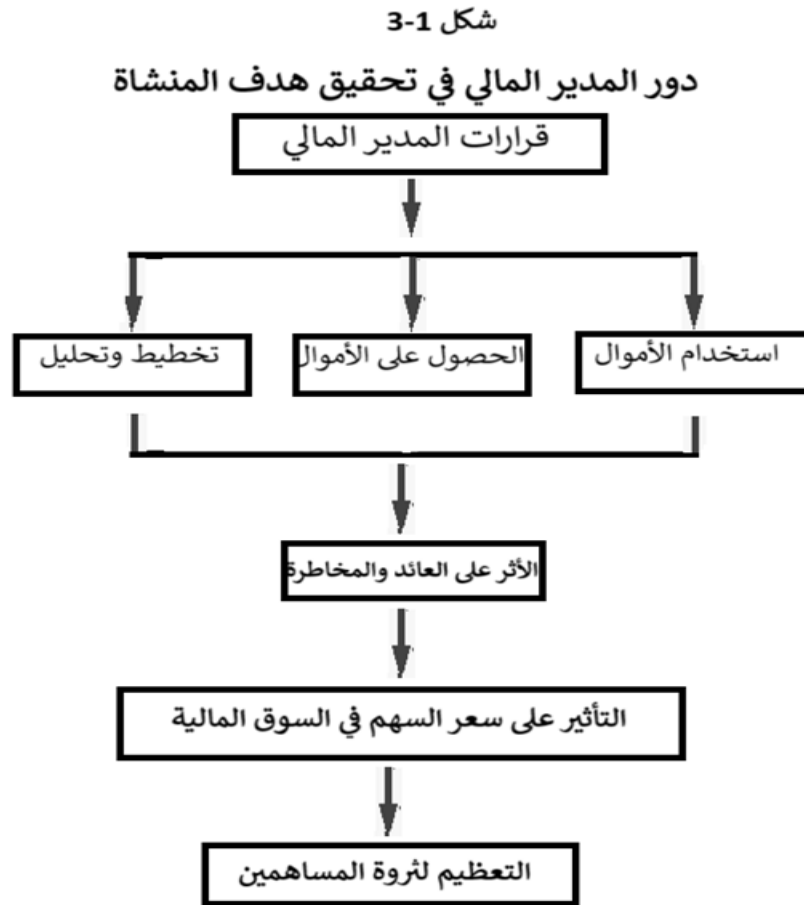 شكل 1-3
دور المدير المالي في تحقيق هدف المنشاة
قرارات المدير المالي
استخدام الأموال
الحصول على الأموال
تخطيط وتحليل
الأثر على العائد والمخاطرة
التأثير على سعر السهم في السوق المالية
التعظيم لثروة المساهمين